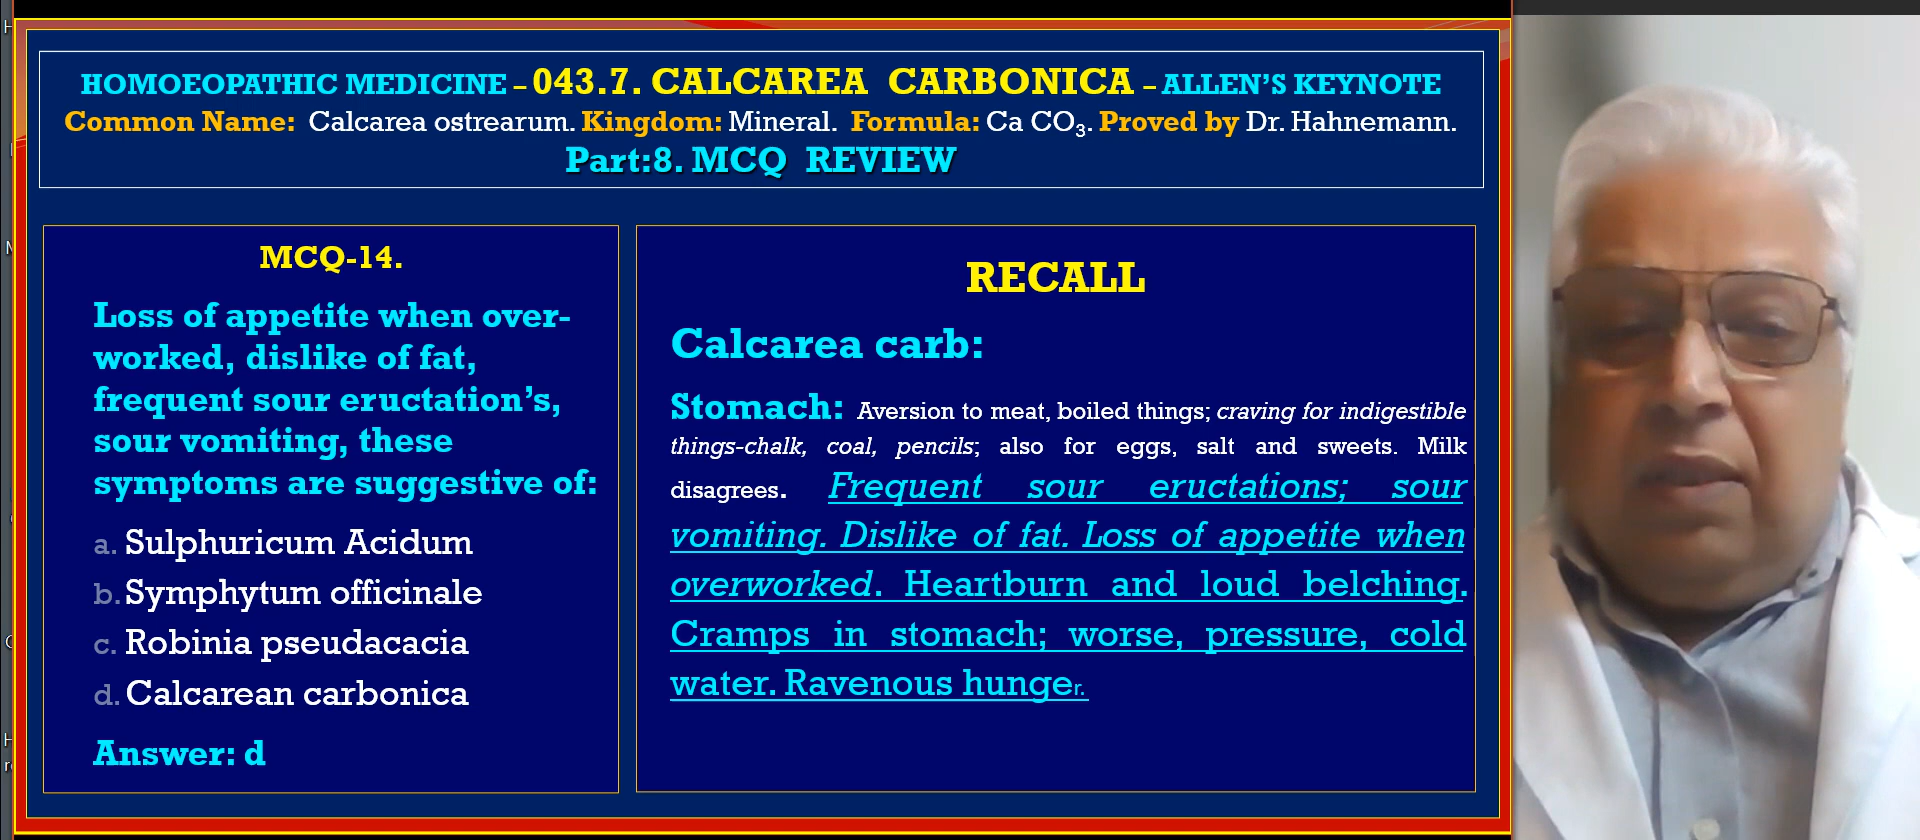 HOMOEOPATHIC MEDICINE – 043.7. CALCAREA CARBONICA – ALLEN’S KEYNOTE
Common Name: Calcarea ostrearum. Kingdom: Mineral. Formula: Ca CO₃. Proved by Dr. Hahnemann.
Part:8. MCQ REVIEW
MCQ-14.
Loss of appetite when over-
worked, dislike of fat,
frequent sour eructation’s,
sour vomiting, these
symptoms are suggestive of:
a. Sulphuricum Acidum
b. Symphytum officinale
c. Robinia pseudacacia
d. Calcarean carbonica
Answer: d
RECALL
Calcarea carb:
Stomach: Aversion to meat, boiled things; craving for indigestible
things-chalk, coal, pencils; also for eggs, salt and sweets. Milk
disagrees. Frequent sour eructations; sour
vomiting. Dislike of fat. Loss of appetite when
overworked. Heartburn and loud belching.
Cramps in stomach; worse, pressure, cold
water. Ravenous hunger.